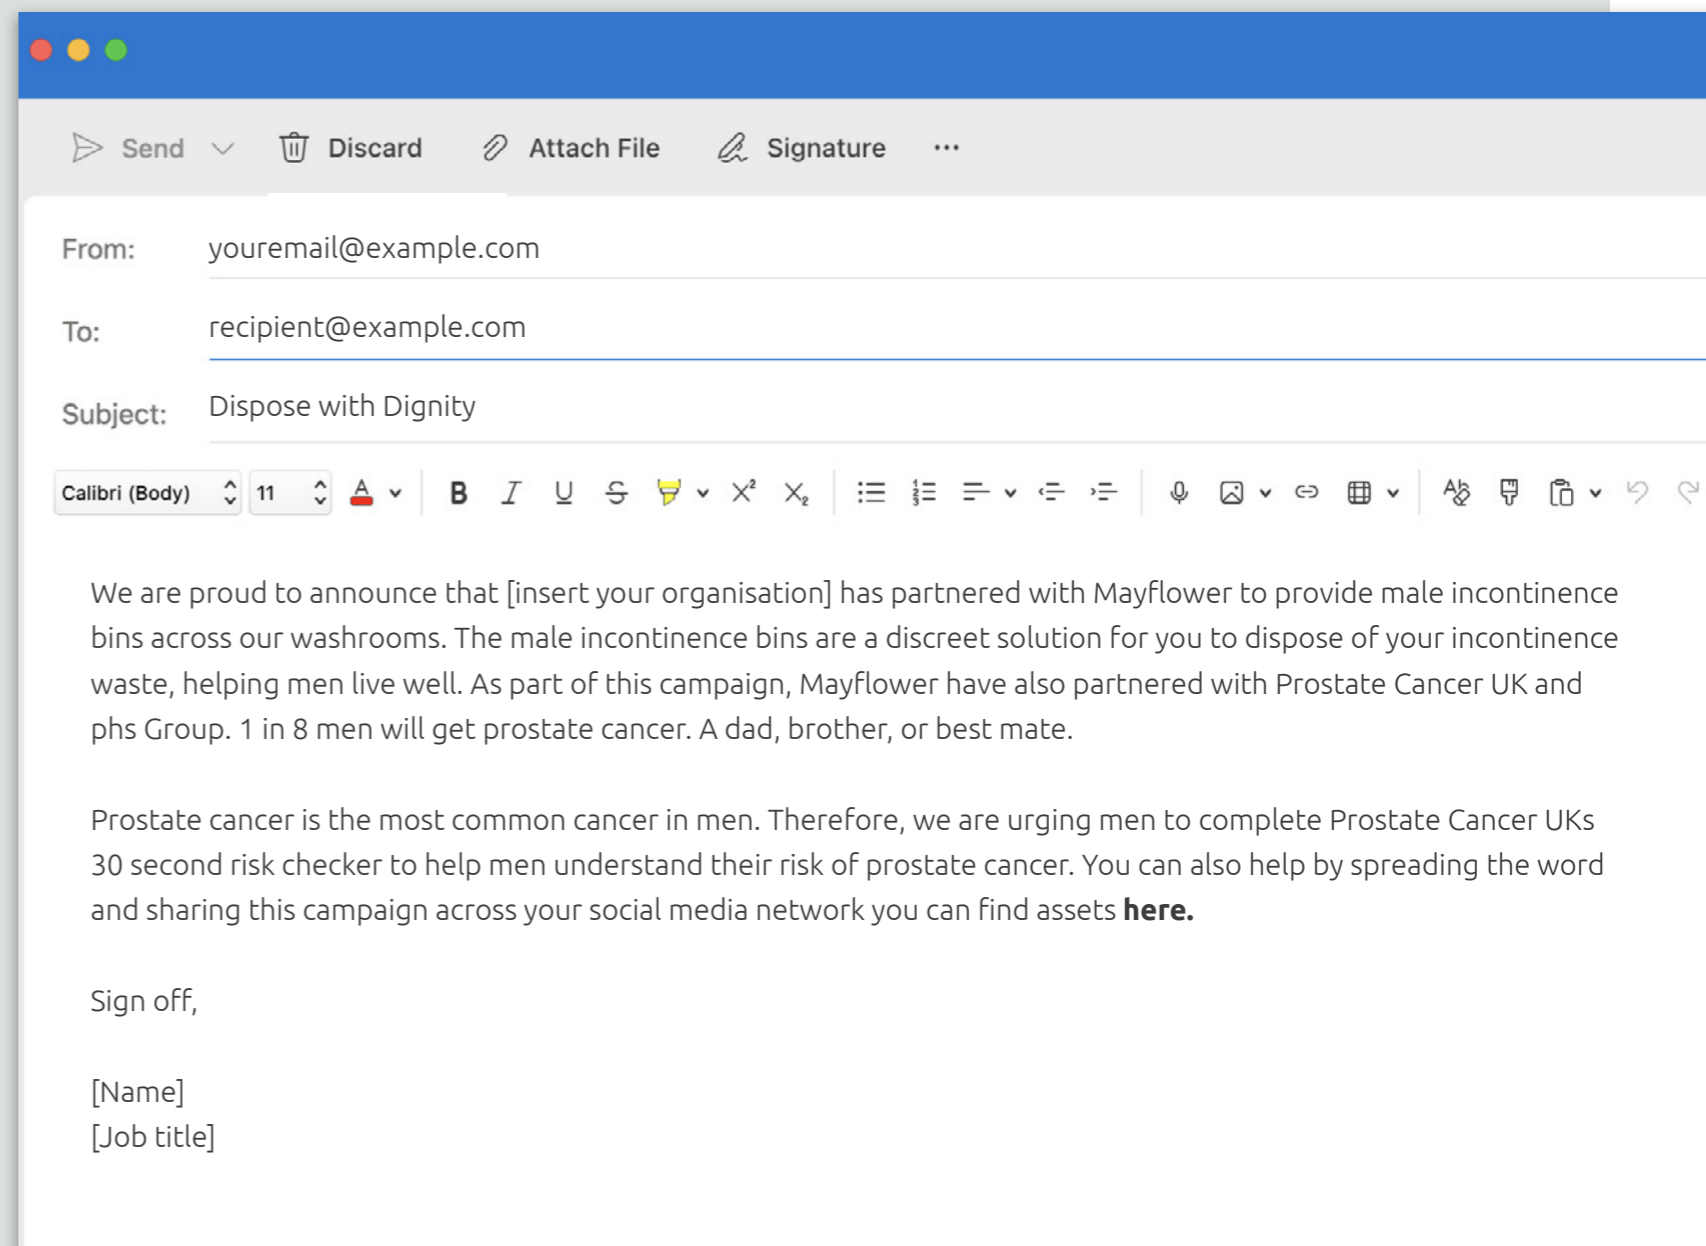 Send Discard Attach File Signature ...
From: youremail@example.com
To: recipient@example.com
Subject: Dispose with Dignity
Calibri (Body) 11 A B I U S X² X₂ Ab
We are proud to announce that [insert your organisation] has partnered with Mayflower to provide male incontinence
bins across our washrooms. The male incontinence bins are a discreet solution for you to dispose of your incontinence
waste, helping men live well. As part of this campaign, Mayflower have also partnered with Prostate Cancer UK and
phs Group. 1 in 8 men will get prostate cancer. A dad, brother, or best mate.
Prostate cancer is the most common cancer in men. Therefore, we are urging men to complete Prostate Cancer UKs
30 second risk checker to help men understand their risk of prostate cancer. You can also help by spreading the word
and sharing this campaign across your social media network you can find assets here.
Sign off,
[Name]
[Job title]